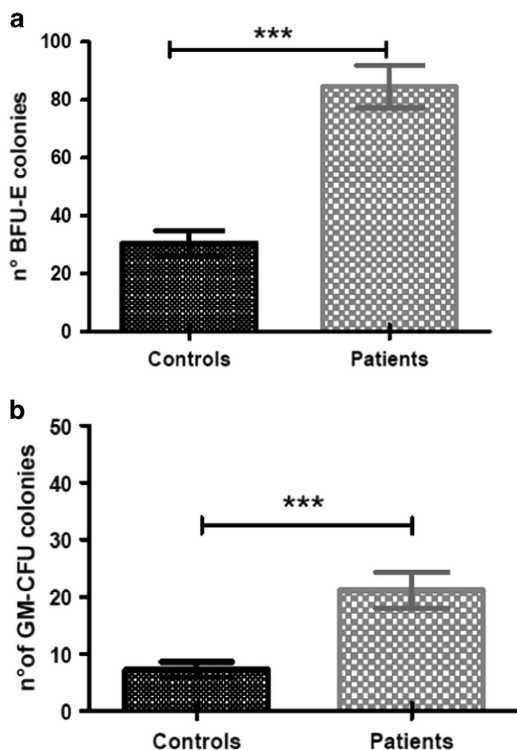 a
***
n° BFU-E colonies
100
80
60
40
20
0
Controls Patients
b
***
n°of GM-CFU colonies
50
40
30
20
10
0
Controls Patients